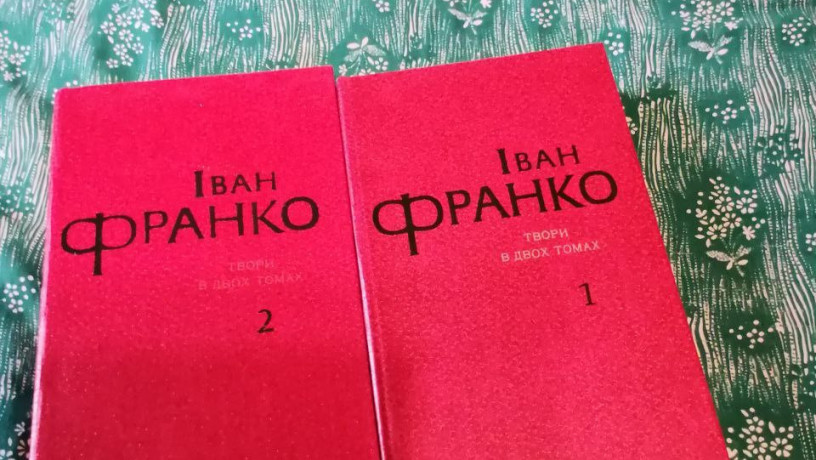 Іван
Франко
ТВОРИ
В ДВОХ ТОМАХ
2
Іван
Франко
ТВОРИ
В ДВОХ ТОМАХ
1